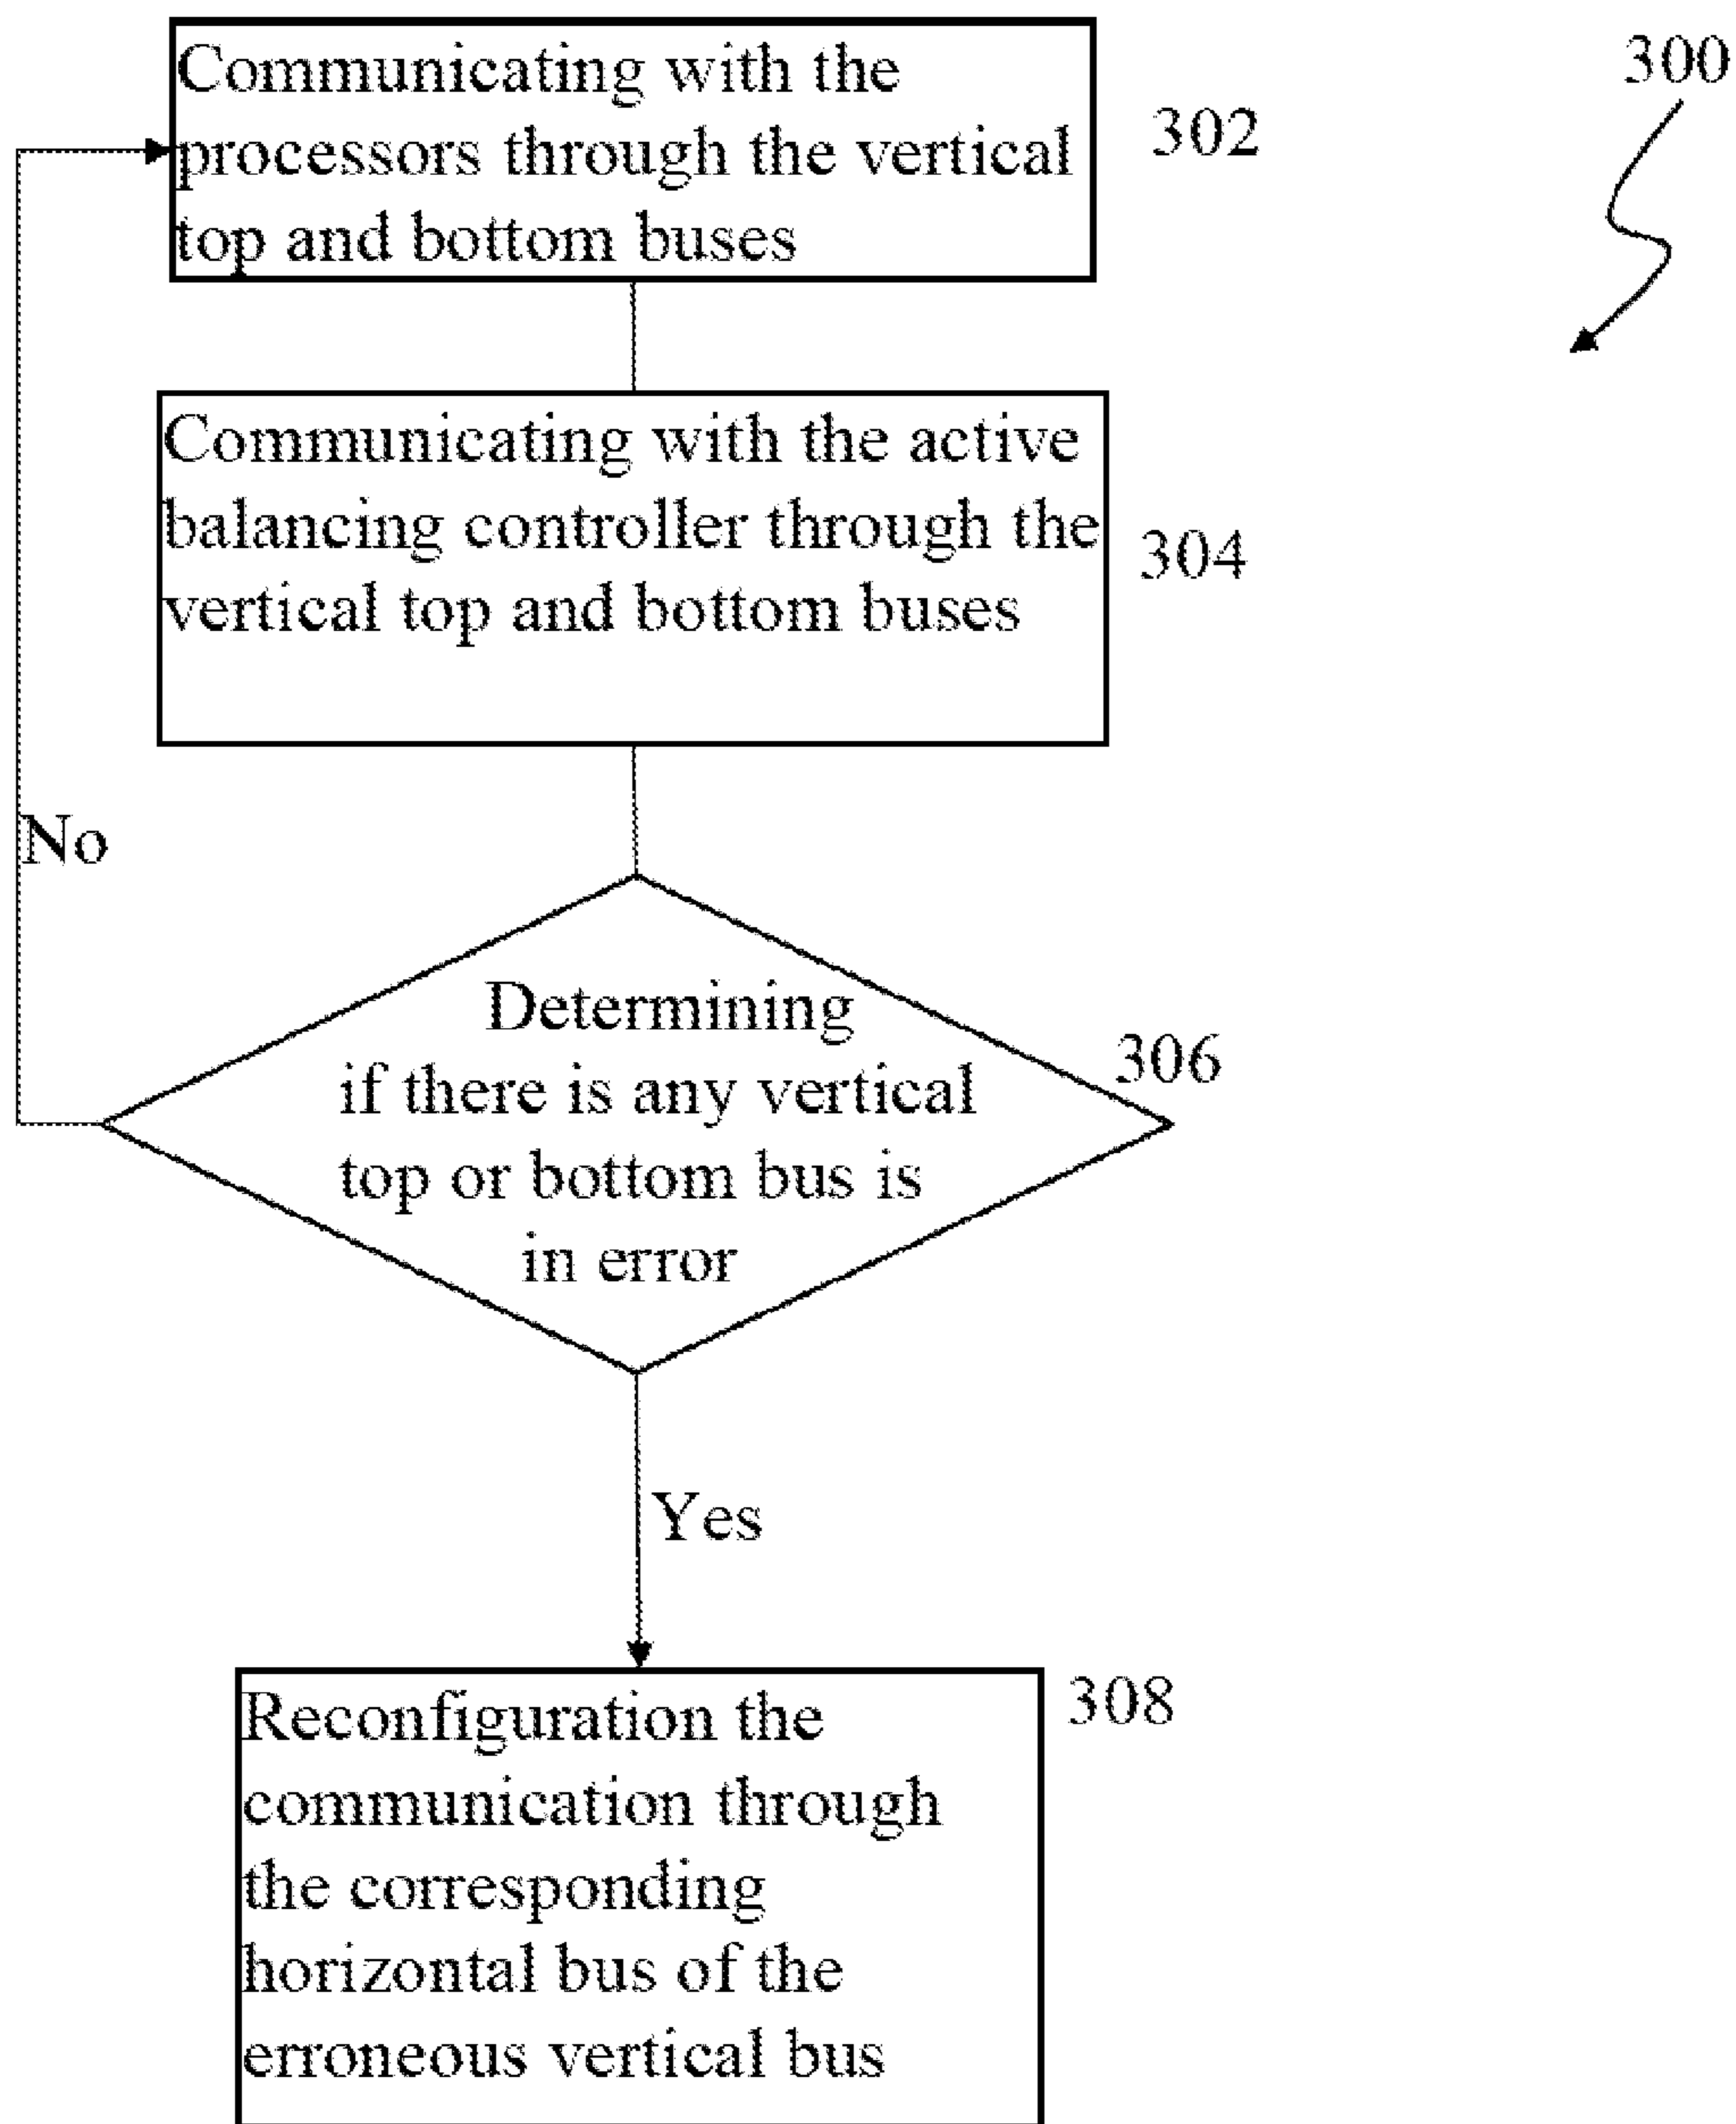 Communicating with the
processors through the vertical
top and bottom buses
302
300
Communicating with the active
balancing controller through the
vertical top and bottom buses
304
No
Determining
if there is any vertical
top or bottom bus is
in error
306
Yes
Reconfiguration the
communication through
the corresponding
horizontal bus of the
erroneous vertical bus
308